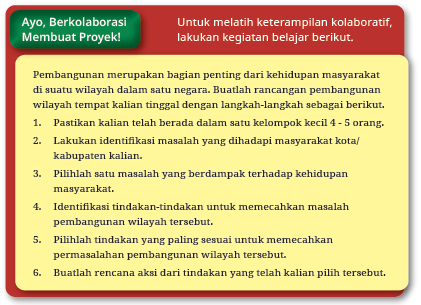 Ayo, Berkolaborasi
Membuat Proyek!
Untuk melatih keterampilan kolaboratif,
lakukan kegiatan belajar berikut.
Pembangunan merupakan bagian penting dari kehidupan masyarakat
di suatu wilayah dalam satu negara. Buatlah rancangan pembangunan
wilayah tempat kalian tinggal dengan langkah-langkah sebagai berikut.
1. Pastikan kalian telah berada dalam satu kelompok kecil 4 - 5 orang.
2. Lakukan identifikasi masalah yang dihadapi masyarakat kota/
kabupaten kalian.
3. Pilihlah satu masalah yang berdampak terhadap kehidupan
masyarakat.
4. Identifikasi tindakan-tindakan untuk memecahkan masalah
pembangunan wilayah tersebut.
5. Pilihlah tindakan yang paling sesuai untuk memecahkan
permasalahan pembangunan wilayah tersebut.
6. Buatlah rencana aksi dari tindakan yang telah kalian pilih tersebut.